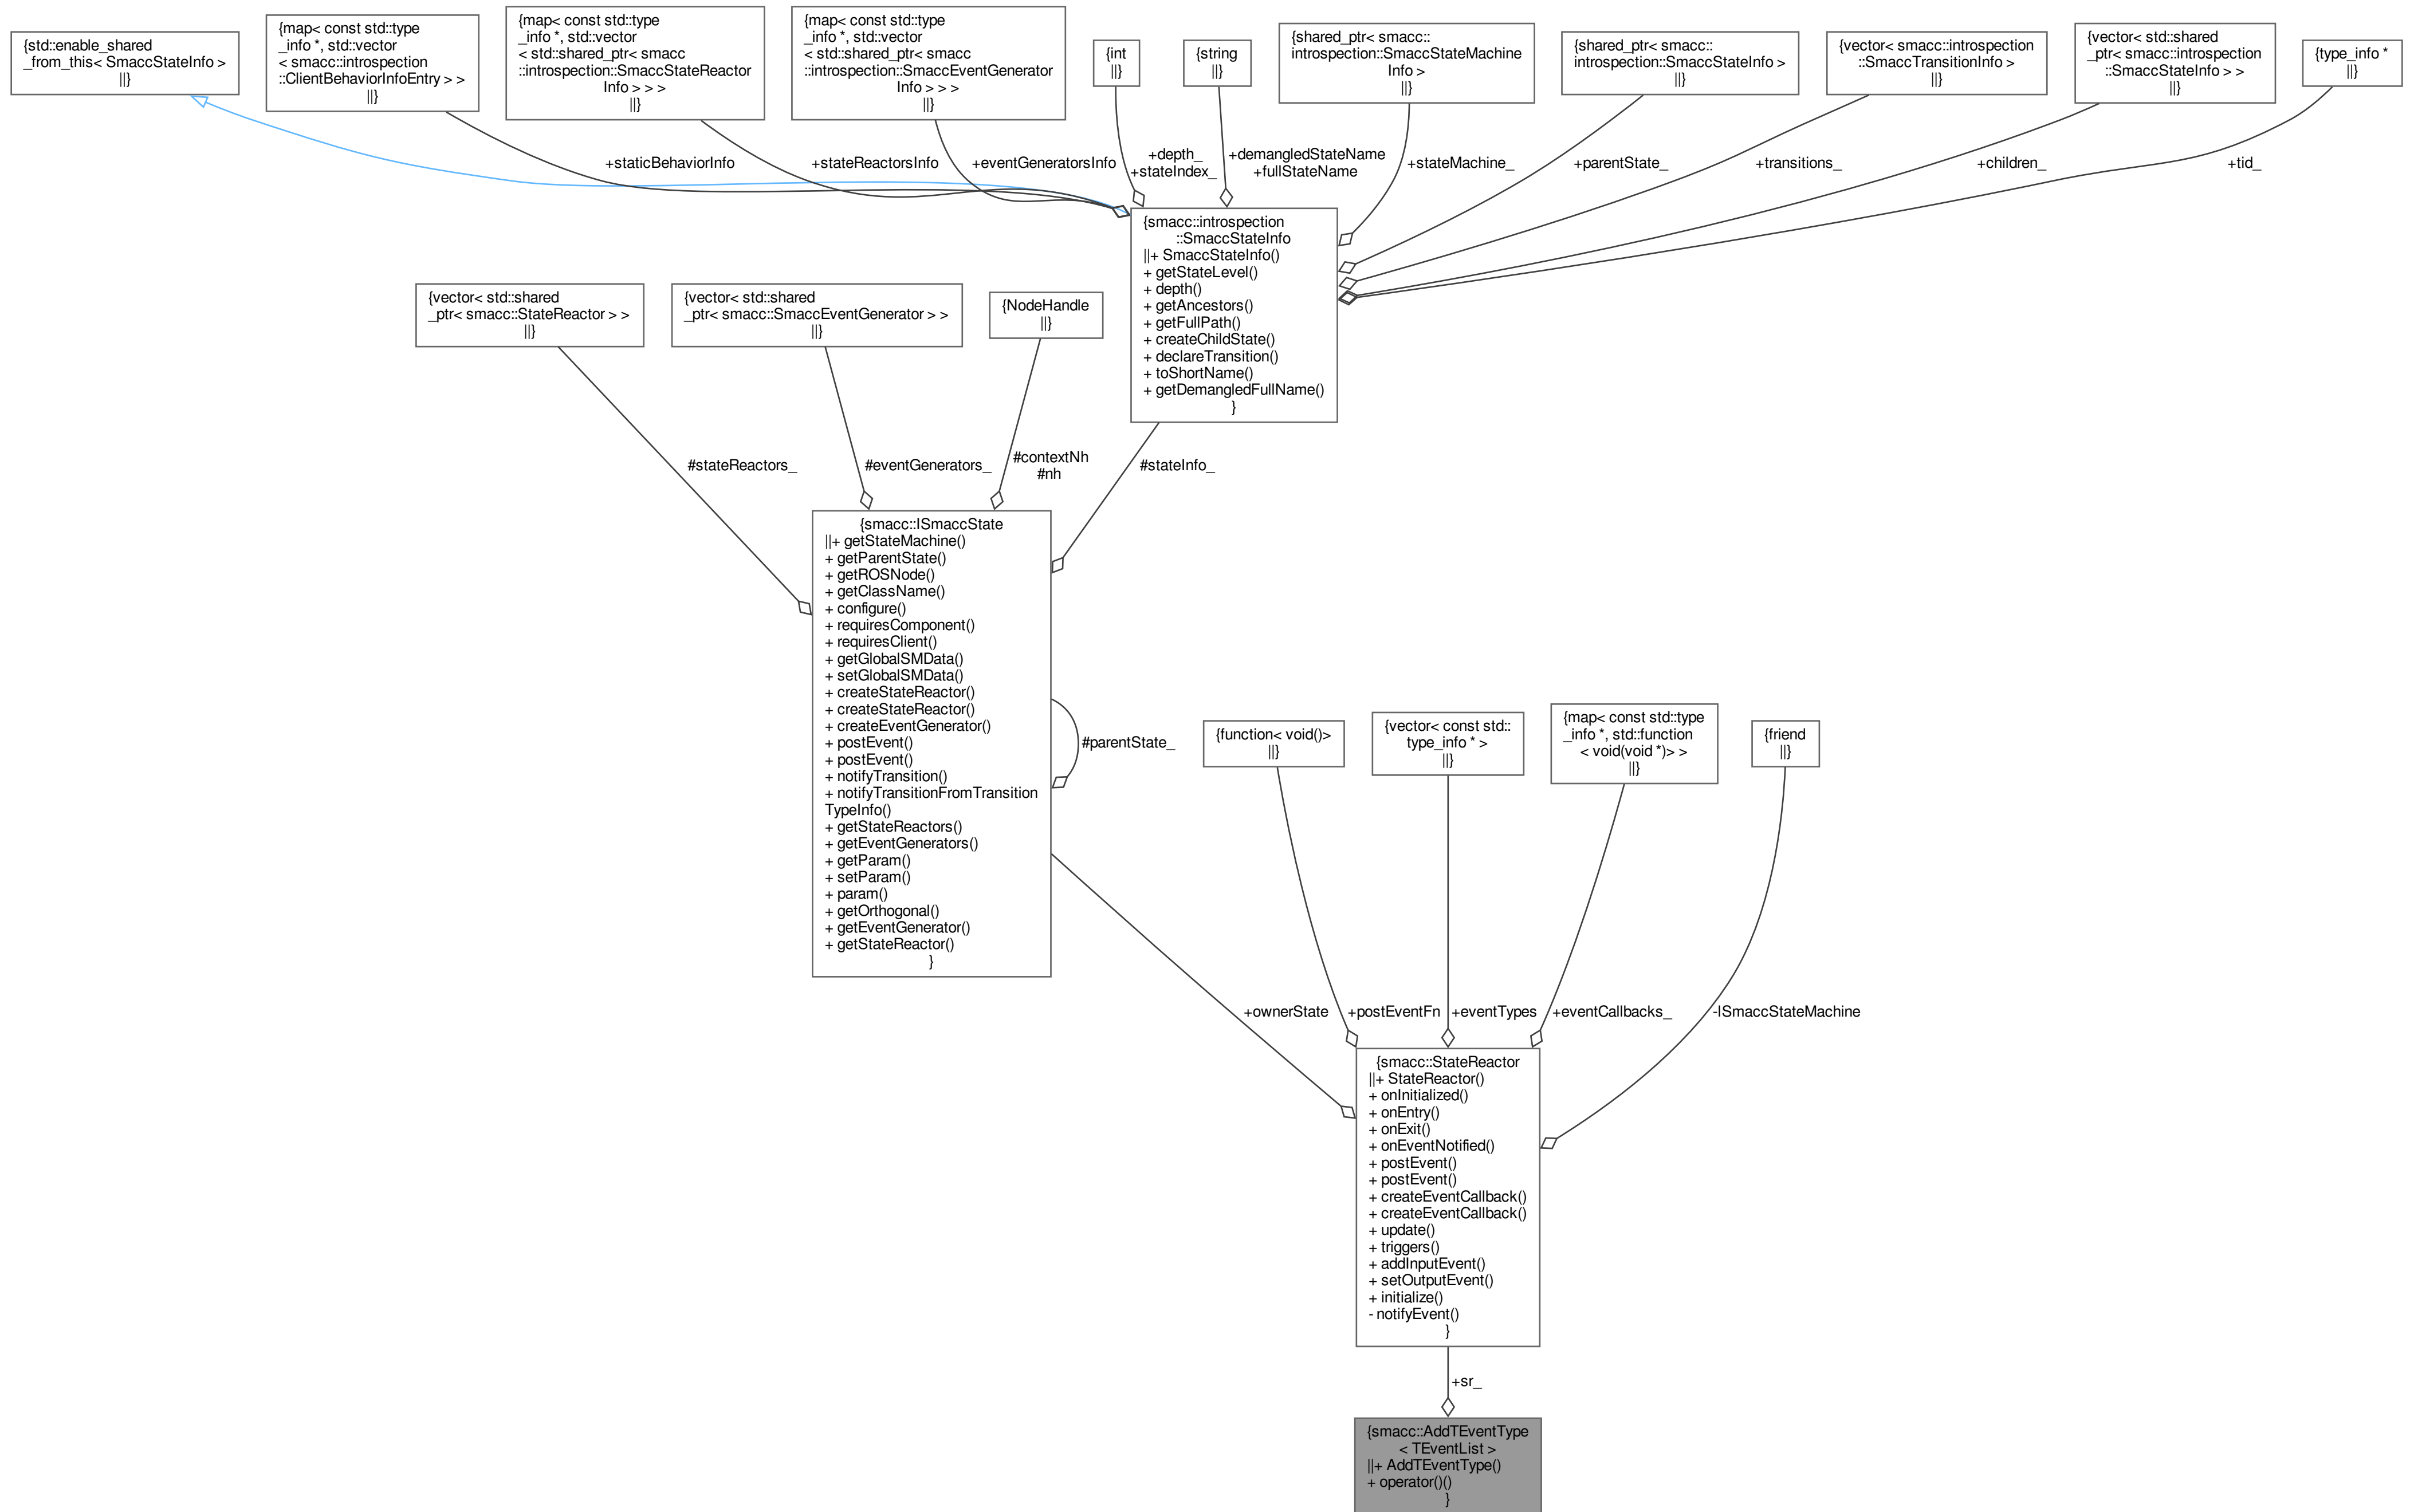 {std::enable_shared
_from_this< SmaccStateInfo >
||}
{map< const std::type
_info *, std::vector
< smacc::introspection
::ClientBehaviorInfoEntry > >
||}
{map< const std::type
_info *, std::vector
< std::shared_ptr< smacc
::introspection::SmaccStateReactor
Info > > >
||}
{map< const std::type
_info *, std::vector
< std::shared_ptr< smacc
::introspection::SmaccEventGenerator
Info > > >
||}
{int
||}
{string
||}
{shared_ptr< smacc::
introspection::SmaccStateMachine
Info >
||}
{shared_ptr< smacc::
introspection::SmaccStateInfo >
||}
{vector< smacc::introspection
::SmaccTransitionInfo >
||}
{vector< std::shared
_ptr< smacc::introspection
::SmaccStateInfo > >
||}
{type_info *
||}
+staticBehaviorInfo
+stateReactorsInfo
+eventGeneratorsInfo
+depth_
+stateIndex_
+demangledStateName
+fullStateName
+stateMachine_
+parentState_
+transitions_
+children_
+tid_
{smacc::introspection
::SmaccStateInfo
||+ SmaccStateInfo()
+ getStateLevel()
+ depth()
+ getAncestors()
+ getFullPath()
+ createChildState()
+ declareTransition()
+ toShortName()
+ getDemangledFullName()
}
{vector< std::shared
_ptr< smacc::StateReactor > >
||}
{vector< std::shared
_ptr< smacc::SmaccEventGenerator > >
||}
{NodeHandle
||}
#stateReactors_
#eventGenerators_
#contextNh
#nh
#stateInfo_
{smacc::ISmaccState
||+ getStateMachine()
+ getParentState()
+ getROSNode()
+ getClassName()
+ configure()
+ requiresComponent()
+ requiresClient()
+ getGlobalSMData()
+ setGlobalSMData()
+ createStateReactor()
+ createStateReactor()
+ createEventGenerator()
+ postEvent()
+ postEvent()
+ notifyTransition()
+ notifyTransitionFromTransition
TypeInfo()
+ getStateReactors()
+ getEventGenerators()
+ getParam()
+ setParam()
+ param()
+ getOrthogonal()
+ getEventGenerator()
+ getStateReactor()
}
#parentState_
{function< void()>
||}
{vector< const std::
type_info * >
||}
{map< const std::type
_info *, std::function
< void(void *)> >
||}
{friend
||}
+ownerState
+postEventFn
+eventTypes
+eventCallbacks_
-ISmaccStateMachine
{smacc::StateReactor
||+ StateReactor()
+ onInitialized()
+ onEntry()
+ onExit()
+ onEventNotified()
+ postEvent()
+ postEvent()
+ createEventCallback()
+ createEventCallback()
+ update()
+ triggers()
+ addInputEvent()
+ setOutputEvent()
+ initialize()
- notifyEvent()
}
+sr_
{smacc::AddTEventType
< TEventList >
||+ AddTEventType()
+ operator()()
}